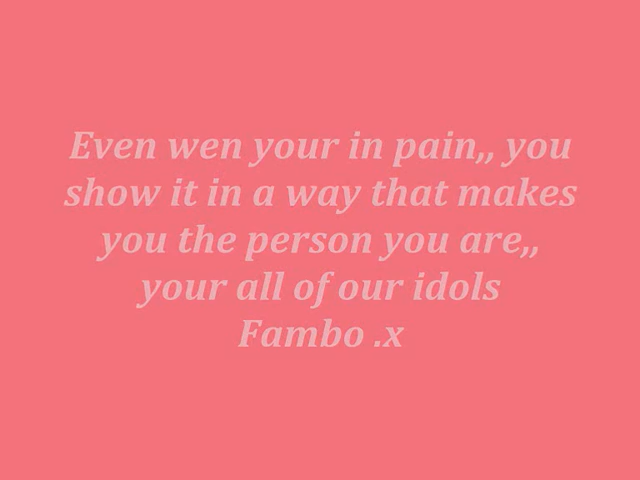 Even wen your in pain,, you
show it in a way that makes
you the person you are,,
your all of our idols
Fambo .x